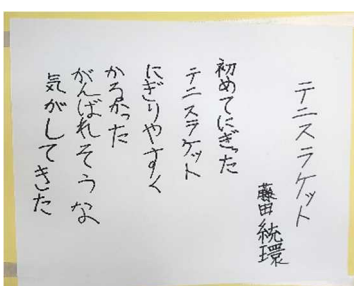 テニスラケット
藤田統環
初めてにぎった
テニスラケット
にぎりやすく
かるかった
がんばれそうな
気がしてきた